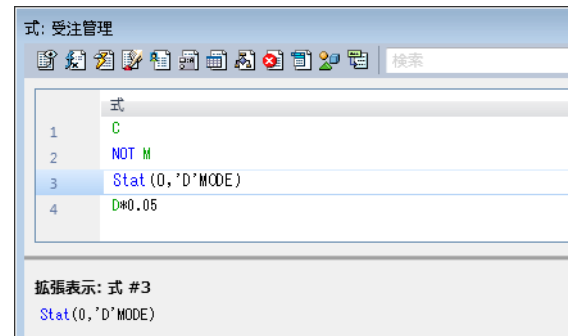 式: 受注管理
検索
式
1 C
2 NOT M
3 Stat(0,'D'MODE)
4 D*0.05
拡張表示: 式 #3
Stat(0,'D'MODE)